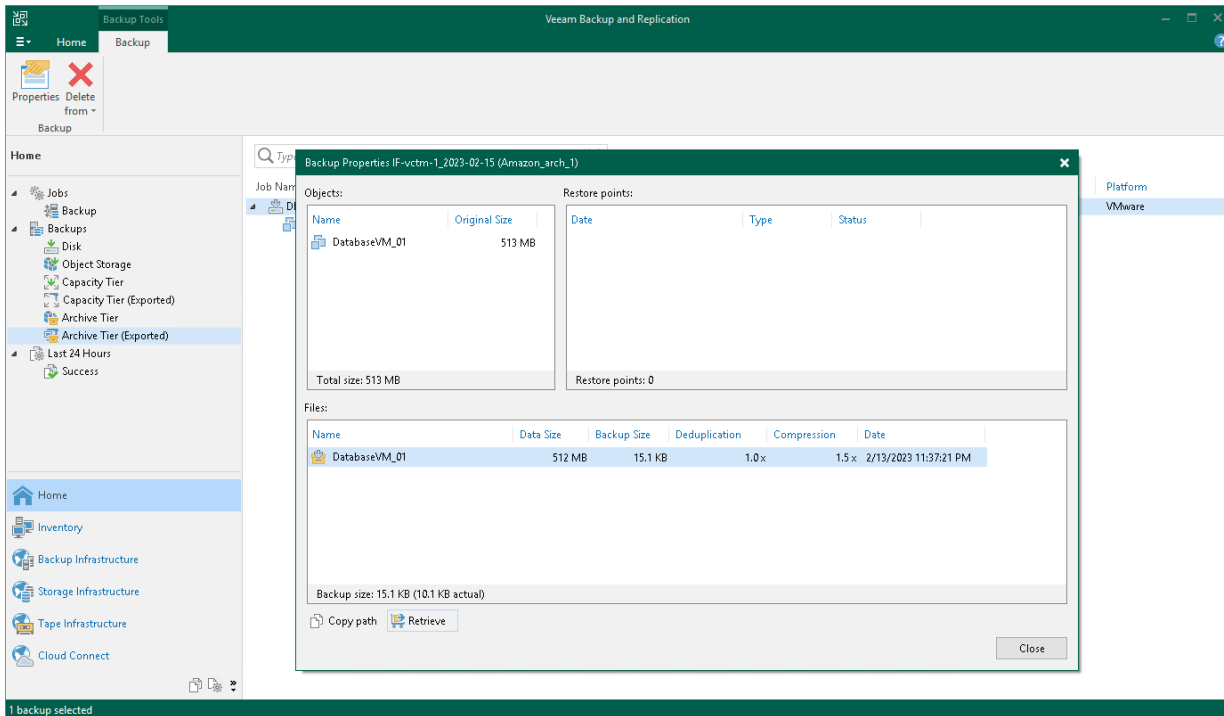 Backup Tools
Veeam Backup and Replication
Home Backup
Properties Delete from
Backup
Home
Type
Jobs
Backup
Backups
Disk
Object Storage
Capacity Tier
Capacity Tier (Exported)
Archive Tier
Archive Tier (Exported)
Last 24 Hours
Success
Home
Inventory
Backup Infrastructure
Storage Infrastructure
Tape Infrastructure
Cloud Connect
1 backup selected
Job Nam
Platform
VMware
Backup Properties IF-vctm-1_2023-02-15 (Amazon_arch_1)
Objects:
Name Original Size
DatabaseVM_01 513 MB
Total size: 513 MB
Restore points:
Date Type Status
Restore points: 0
Files:
Name Data Size Backup Size Deduplication Compression Date
DatabaseVM_01 512 MB 15.1 KB 1.0x 1.5x 2/13/2023 11:37:21 PM
Backup size: 15.1 KB (10.1 KB actual)
Copy path Retrieve
Close